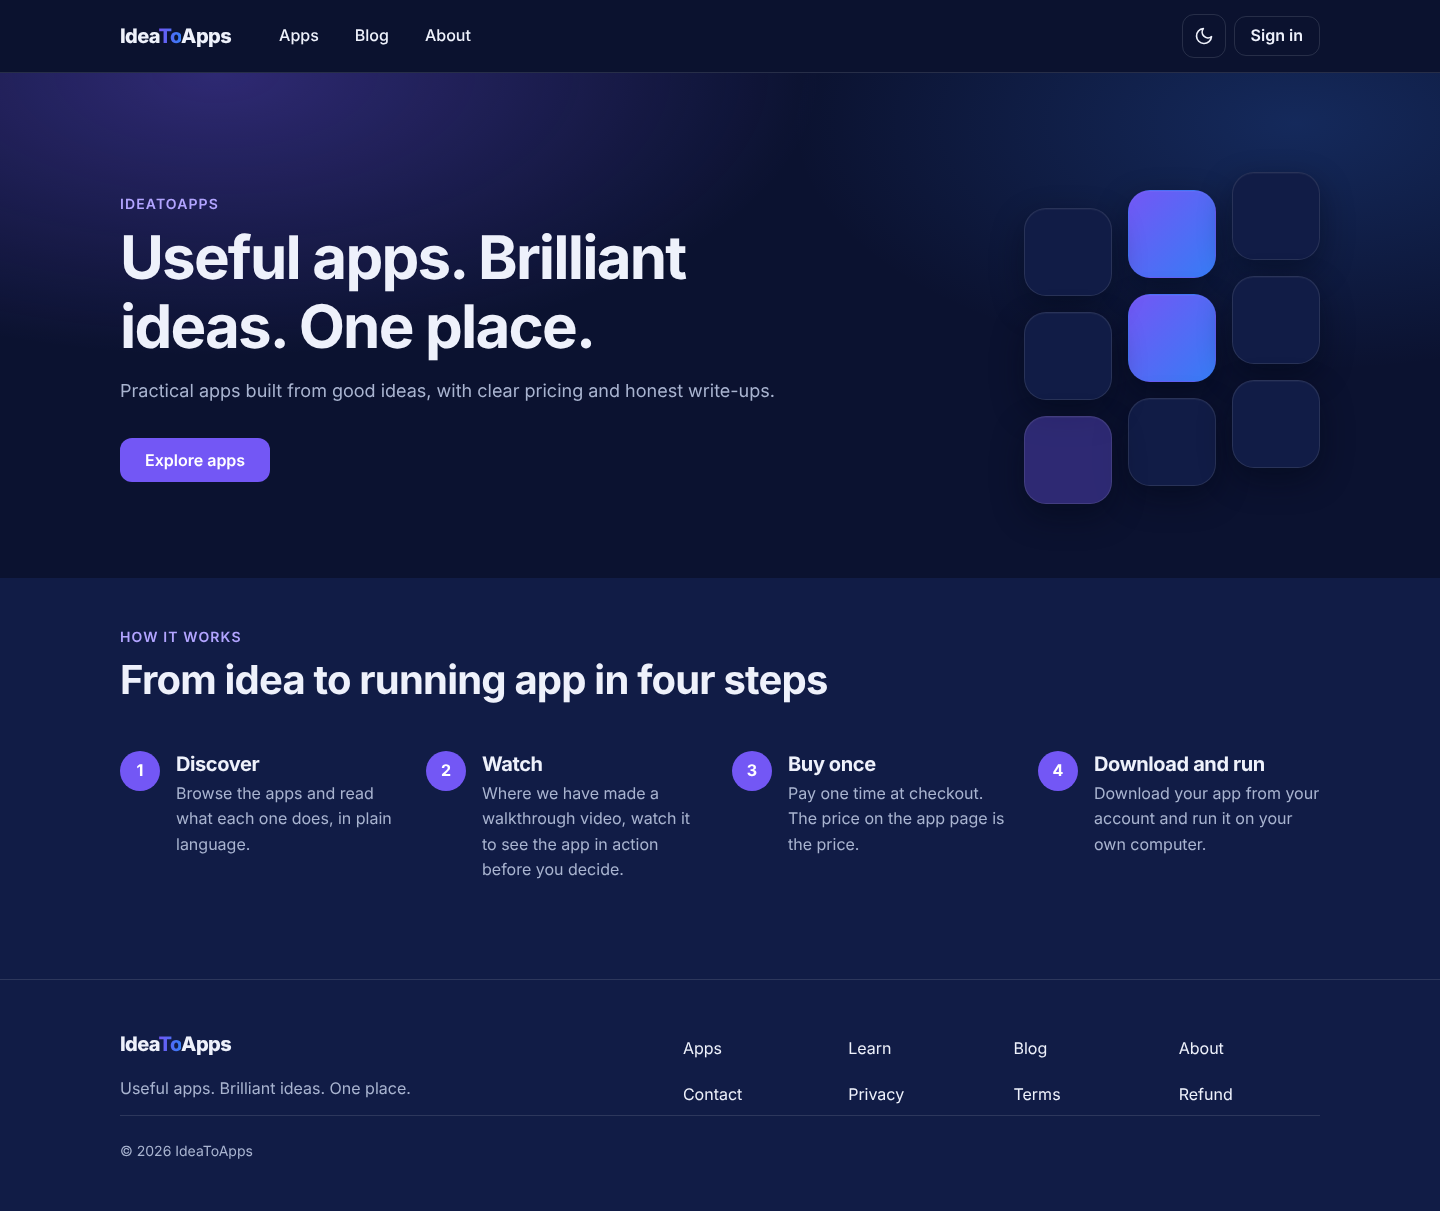 IdeaToApps
Apps
Blog
About
Sign in
IDEATOAPPS
Useful apps. Brilliant
ideas. One place.
Practical apps built from good ideas, with clear pricing and honest write-ups.
Explore apps
HOW IT WORKS
From idea to running app in four steps
1
Discover
Browse the apps and read
what each one does, in plain
language.
2
Watch
Where we have made a
walkthrough video, watch it
to see the app in action
before you decide.
3
Buy once
Pay one time at checkout.
The price on the app page is
the price.
4
Download and run
Download your app from your
account and run it on your
own computer.
IdeaToApps
Useful apps. Brilliant ideas. One place.
Apps
Learn
Blog
About
Contact
Privacy
Terms
Refund
© 2026 IdeaToApps